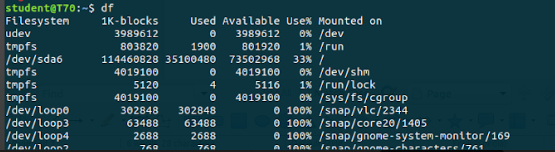 student@T70:~$ df
Filesystem     1K-blocks     Used Available Use% Mounted on
udev             3989612        0   3989612   0% /dev
tmpfs             803820     1900    801920   1% /run
/dev/sda6      114460828 35100480  73502968  33% /
tmpfs            4019100        0   4019100   0% /dev/shm
tmpfs               5120        4      5116   1% /run/lock
tmpfs            4019100        0   4019100   0% /sys/fs/cgroup
/dev/loop0        302848   302848         0 100% /snap/vlc/2344
/dev/loop3         63488    63488         0 100% /snap/core20/1405
/dev/loop4          2688     2688         0 100% /snap/gnome-system-monitor/169
/dev/loop2           768      768         0 100% /snap/gnome-characters/761